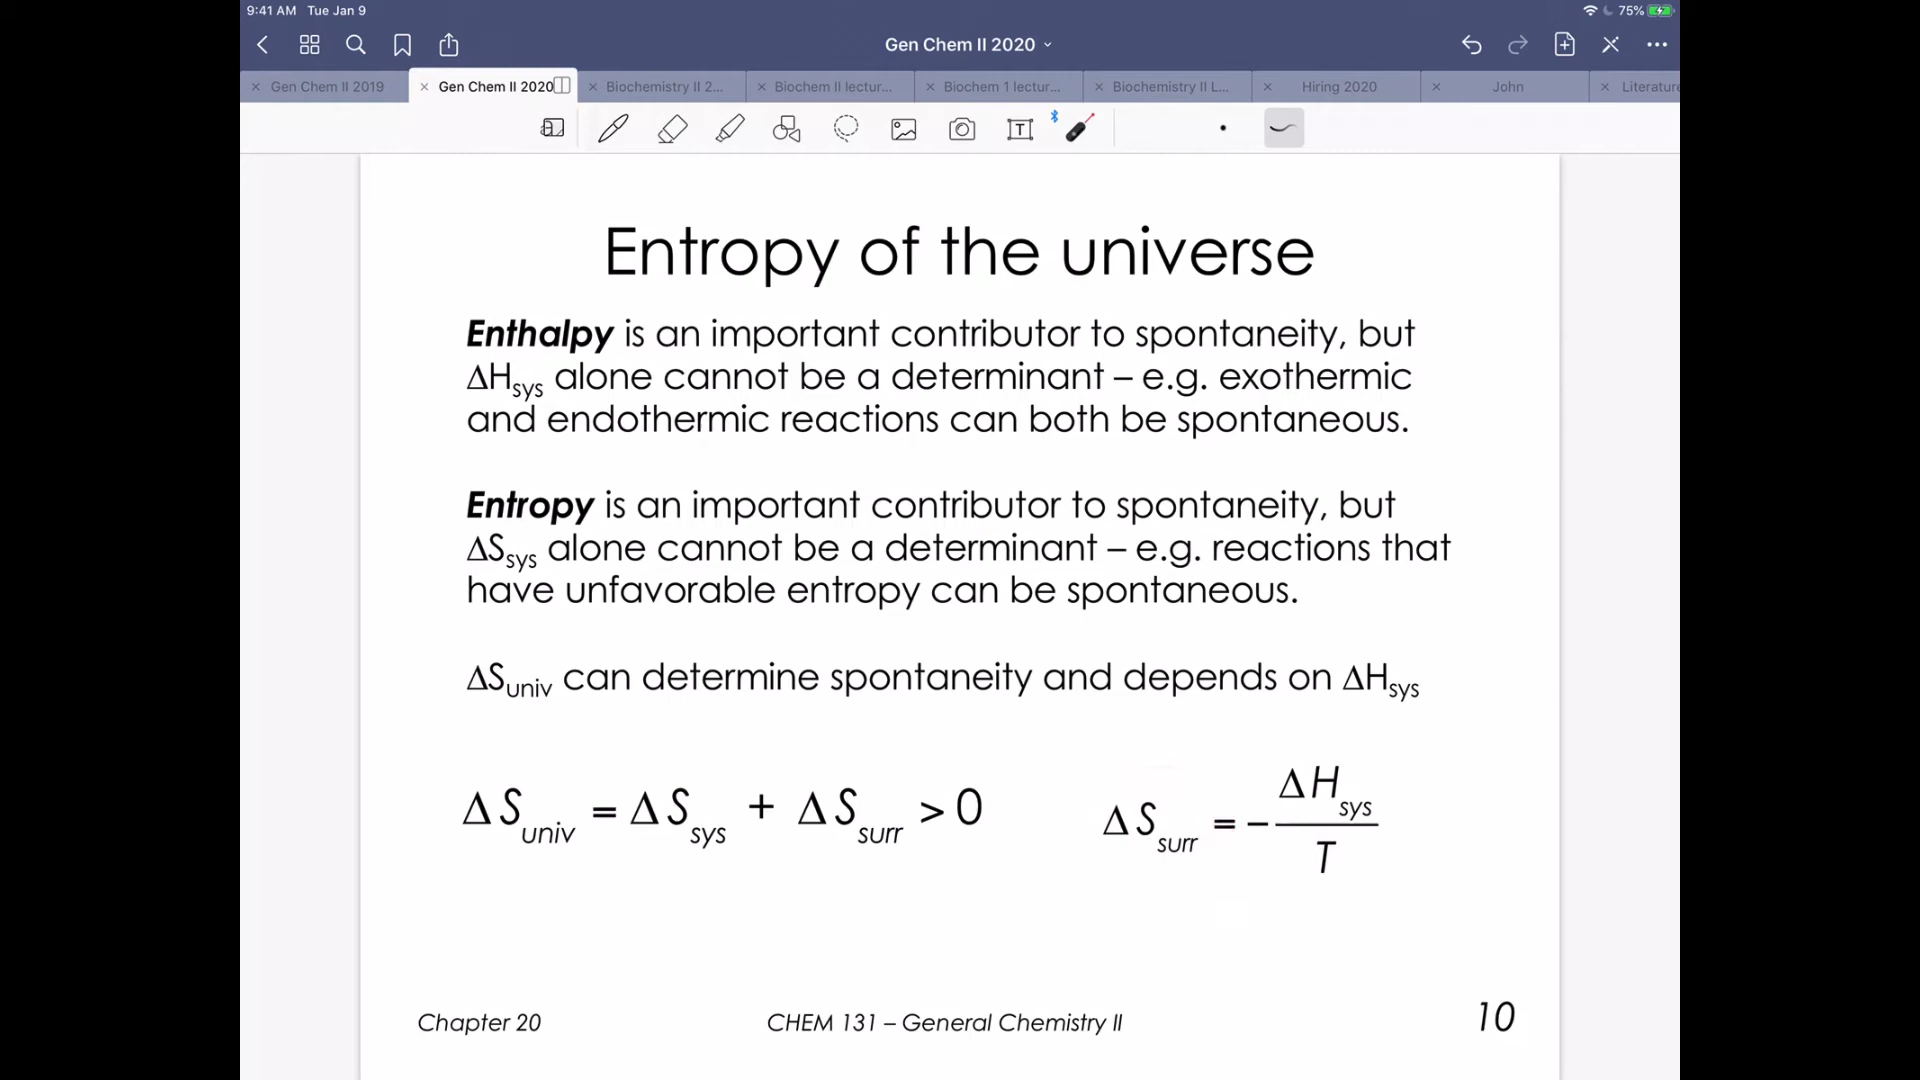 9:41 AM Tue Jan 9
75%
Gen Chem II 2020
Gen Chem II 2019
Gen Chem II 2020
Biochemistry II 2...
Biochem II lectur...
Biochem 1 lectur...
Biochemistry II L...
Hiring 2020
John
Literature
T
Entropy of the universe
Enthalpy is an important contributor to spontaneity, but
ΔHsys alone cannot be a determinant – e.g. exothermic
and endothermic reactions can both be spontaneous.
Entropy is an important contributor to spontaneity, but
ΔSsys alone cannot be a determinant – e.g. reactions that
have unfavorable entropy can be spontaneous.
ΔSuniv can determine spontaneity and depends on ΔHsys
ΔSuniv = ΔSsys + ΔSsurr > 0
ΔSsurr = − ΔHsys / T
Chapter 20
CHEM 131 – General Chemistry II
10